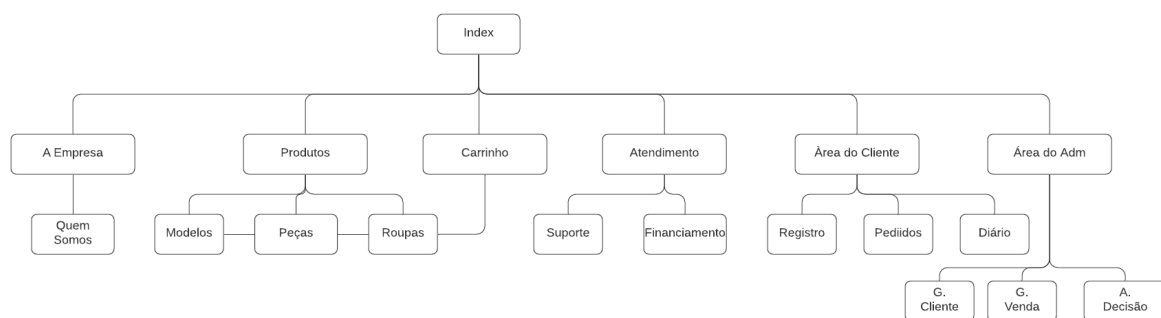 Index
A Empresa
Produtos
Carrinho
Atendimento
Àrea do Cliente
Área do Adm
Quem
Somos
Modelos
Peças
Roupas
Suporte
Financiamento
Registro
Pediidos
Diário
G.
Cliente
G.
Venda
A.
Decisão